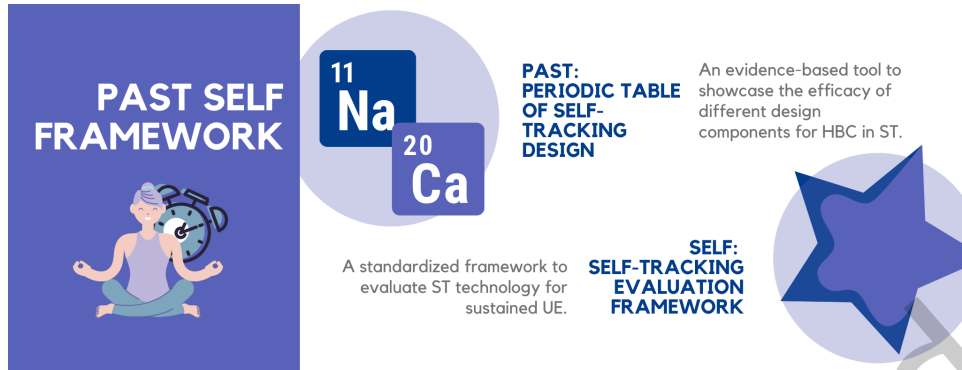 PAST SELF
FRAMEWORK
11
Na
20
Ca
PAST:
PERIODIC TABLE
OF SELF-
TRACKING
DESIGN
An evidence-based tool to
showcase the efficacy of
different design
components for HBC in ST.
A standardized framework to
evaluate ST technology for
sustained UE.
SELF:
SELF-TRACKING
EVALUATION
FRAMEWORK